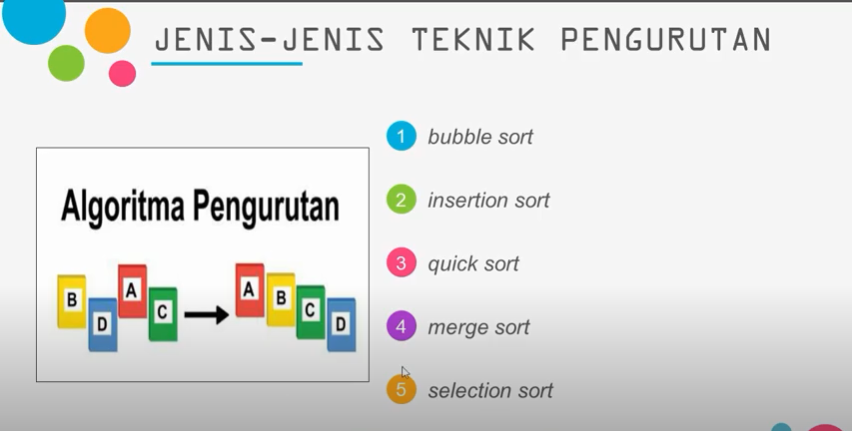 JENIS-JENIS TEKNIK PENGURUTAN
Algoritma Pengurutan
B
D
A
C
A
B
C
D
1 bubble sort
2 insertion sort
3 quick sort
4 merge sort
5 selection sort